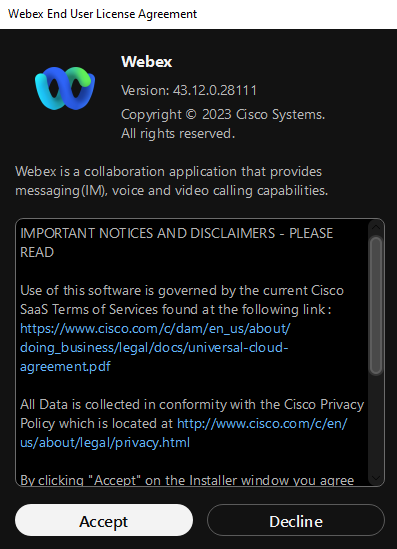 Webex End User License Agreement
Webex
Version: 43.12.0.28111
Copyright © 2023 Cisco Systems.
All rights reserved.
Webex is a collaboration application that provides
messaging(IM), voice and video calling capabilities.
IMPORTANT NOTICES AND DISCLAIMERS - PLEASE
READ
Use of this software is governed by the current Cisco
SaaS Terms of Services found at the following link :
https://www.cisco.com/c/dam/en_us/about/
doing_business/legal/docs/universal-cloud-
agreement.pdf
All Data is collected in conformity with the Cisco Privacy
Policy which is located at http://www.cisco.com/c/en/
us/about/legal/privacy.html
By clicking "Accept" on the Installer window you agree
Accept
Decline